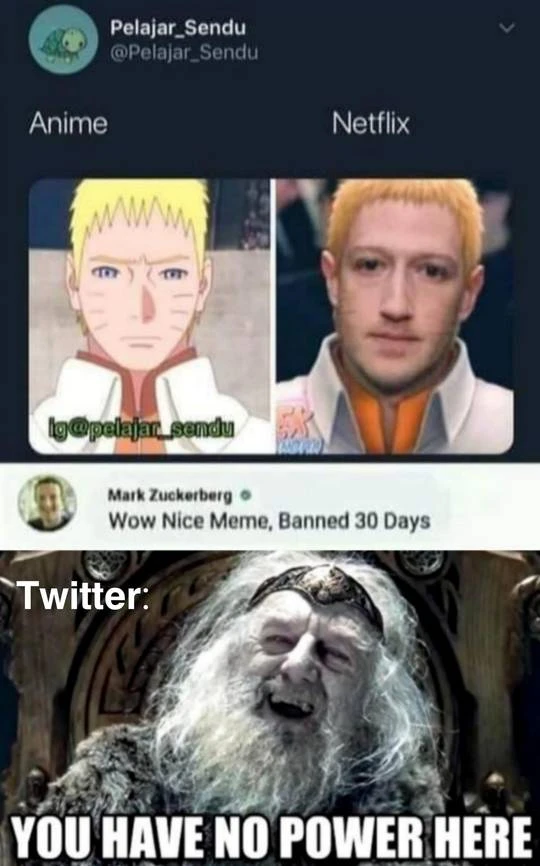 Pelajar_Sendu
@Pelajar_Sendu
Anime Netflix
ig@pelajar_sendu
Mark Zuckerberg
Wow Nice Meme, Banned 30 Days
Twitter:
YOU HAVE NO POWER HERE